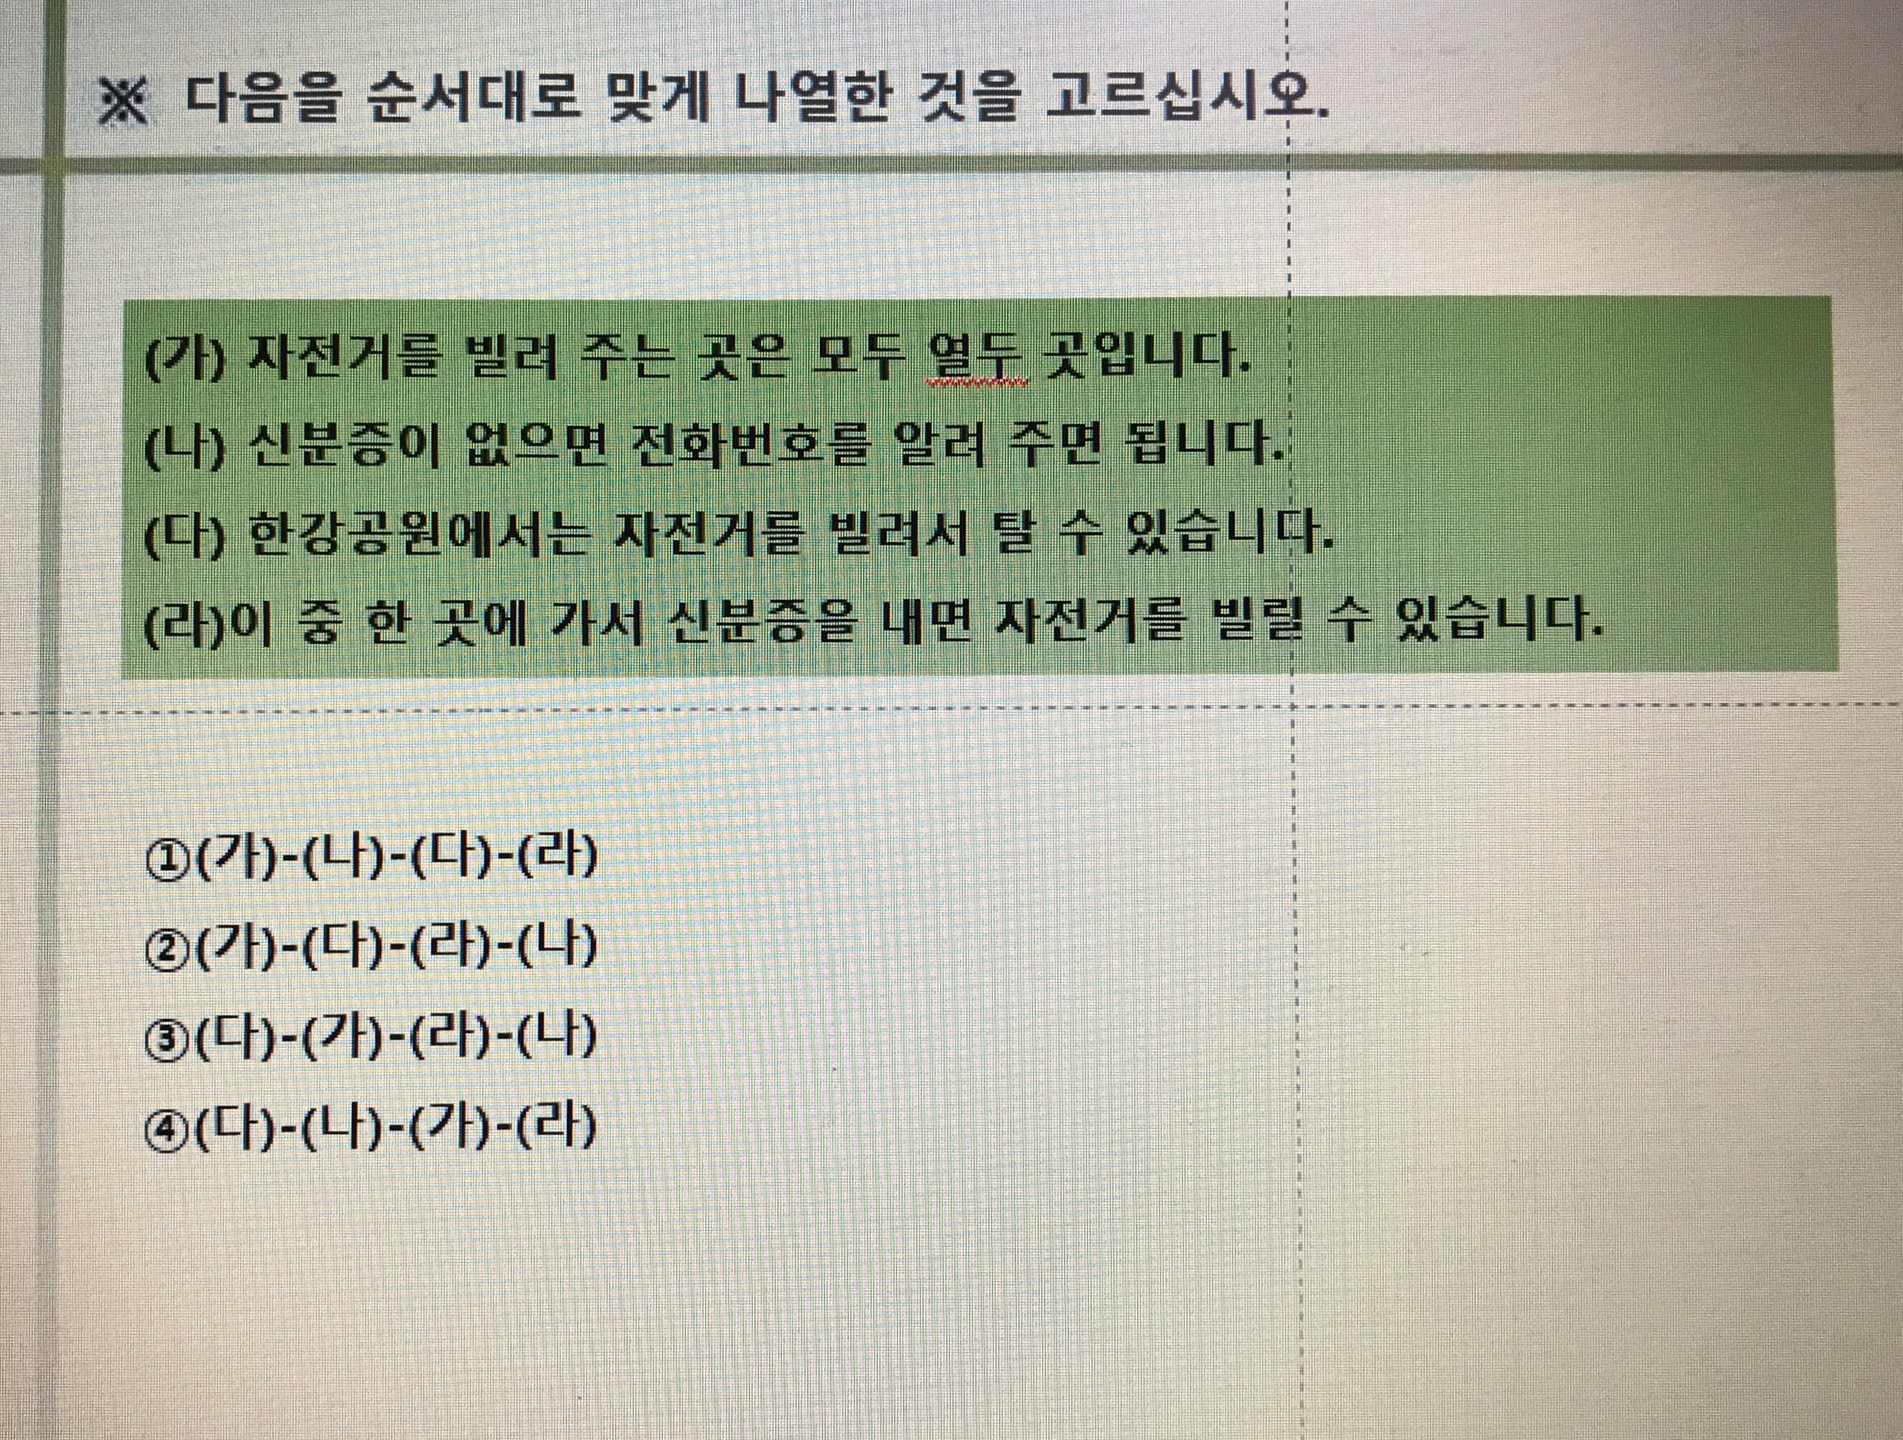 ※ 다음을 순서대로 맞게 나열한 것을 고르십시오.
(가) 자전거를 빌려 주는 곳은 모두 열두 곳입니다.
(나) 신분증이 없으면 전화번호를 알려 주면 됩니다.
(다) 한강공원에서는 자전거를 빌려서 탈 수 있습니다.
(라)이 중 한 곳에 가서 신분증을 내면 자전거를 빌릴 수 있습니다.
①(가)-(나)-(다)-(라)
②(가)-(다)-(라)-(나)
③(다)-(가)-(라)-(나)
④(다)-(나)-(가)-(라)